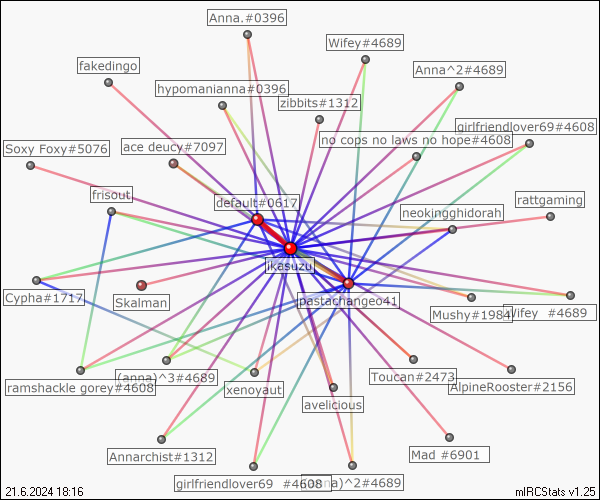 Anna.#0396
Wifey#4689
fakedingo
Anna^2#4689
hypomanianna#0396
zibbits#1312
girlfriendlover69#4608
no cops no laws no hope#4608
Soxy Foxy#5076
ace deucy#7097
frisout
default#0617
rattgaming
neokingghidorah
ikasuzu
Cypha#1717
Skalman
pastachangeo41
Mushy#1984
Wifey #4689
ramshackle gorey#4608
(anna)^3#4689
xenoyaut
Toucan#2473
AlpineRooster#2156
avelicious
Annarchist#1312
Mad #6901
girlfriendlover69 #4608
)^2#4689
21.6.2024 18:16
mIRCStats v1.25